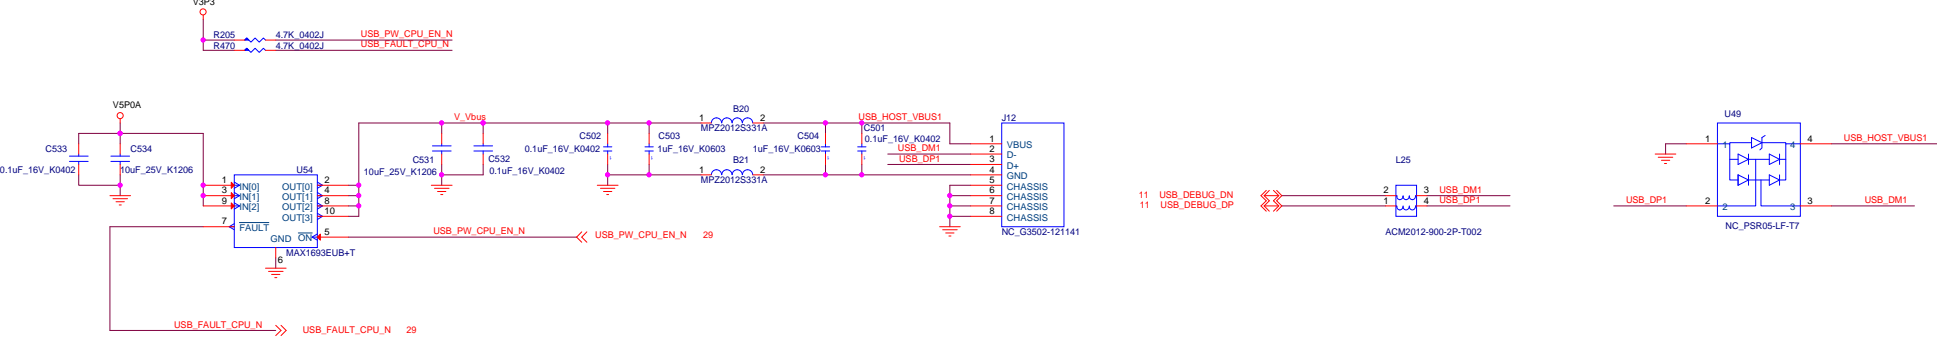 V3P3
R205 4.7K_0402J USB_PW_CPU_EN_N
R470 4.7K_0402J USB_FAULT_CPU_N
V5P0A
C533
0.1uF_16V_K0402
C534
10uF_25V_K1206
U54
1 IN[0] OUT[0] 2
3 IN[1] OUT[1] 4
9 IN[2] OUT[2] 8
OUT[3] 10
7 FAULT
GND ON 5
6
MAX1693EUB+T
USB_PW_CPU_EN_N USB_PW_CPU_EN_N 29
USB_FAULT_CPU_N USB_FAULT_CPU_N 29
V_Vbus
C531
10uF_25V_K1206
C532
0.1uF_16V_K0402
C502
0.1uF_16V_K0402
C503
1uF_16V_K0603
B20
1 2
MPZ2012S331A
B21
1 2
MPZ2012S331A
C504
1uF_16V_K0603
USB_HOST_VBUS1
C501
0.1uF_16V_K0402
USB_DM1
USB_DP1
J12
1 VBUS
2 D-
3 D+
4 GND
5 CHASSIS
6 CHASSIS
7 CHASSIS
8 CHASSIS
NC_G3502-121141
11 USB_DEBUG_DN
11 USB_DEBUG_DP
L25
2 3 USB_DM1
1 4 USB_DP1
ACM2012-900-2P-T002
U49
1 1 4 4 USB_HOST_VBUS1
USB_DP1 2 2 3 3 USB_DM1
NC_PSR05-LF-T7